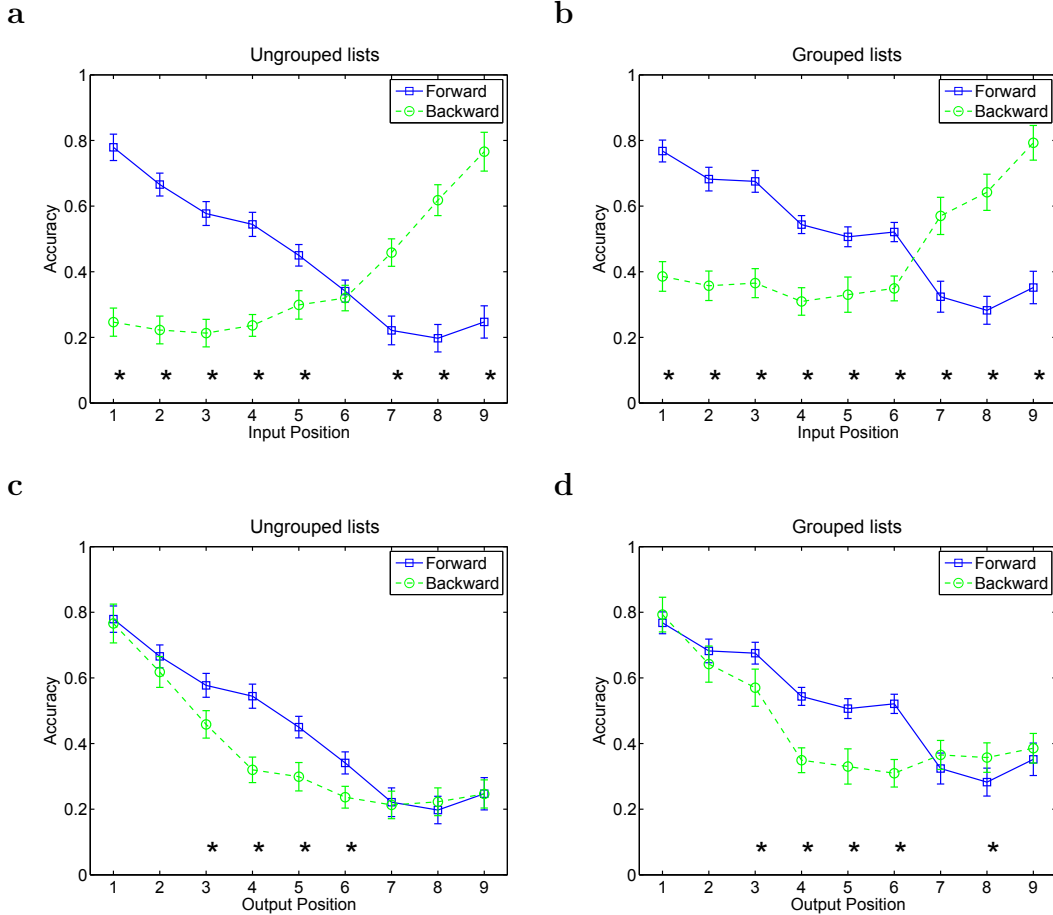 a
Ungrouped lists
Forward
Backward
Accuracy
1
0.8
0.6
0.4
0.2
0
1 2 3 4 5 6 7 8 9
* * * * * * * *
Input Position
b
Grouped lists
Forward
Backward
Accuracy
1
0.8
0.6
0.4
0.2
0
1 2 3 4 5 6 7 8 9
* * * * * * * * *
Input Position
c
Ungrouped lists
Forward
Backward
Accuracy
1
0.8
0.6
0.4
0.2
0
1 2 3 4 5 6 7 8 9
* * * *
Output Position
d
Grouped lists
Forward
Backward
Accuracy
1
0.8
0.6
0.4
0.2
0
1 2 3 4 5 6 7 8 9
* * * * *
Output Position